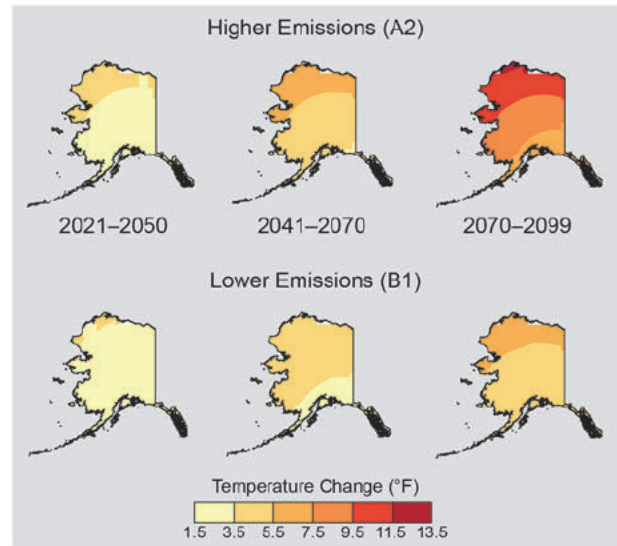 Higher Emissions (A2)
2021–2050 2041–2070 2070–2099
Lower Emissions (B1)
Temperature Change (°F)
1.5 3.5 5.5 7.5 9.5 11.5 13.5